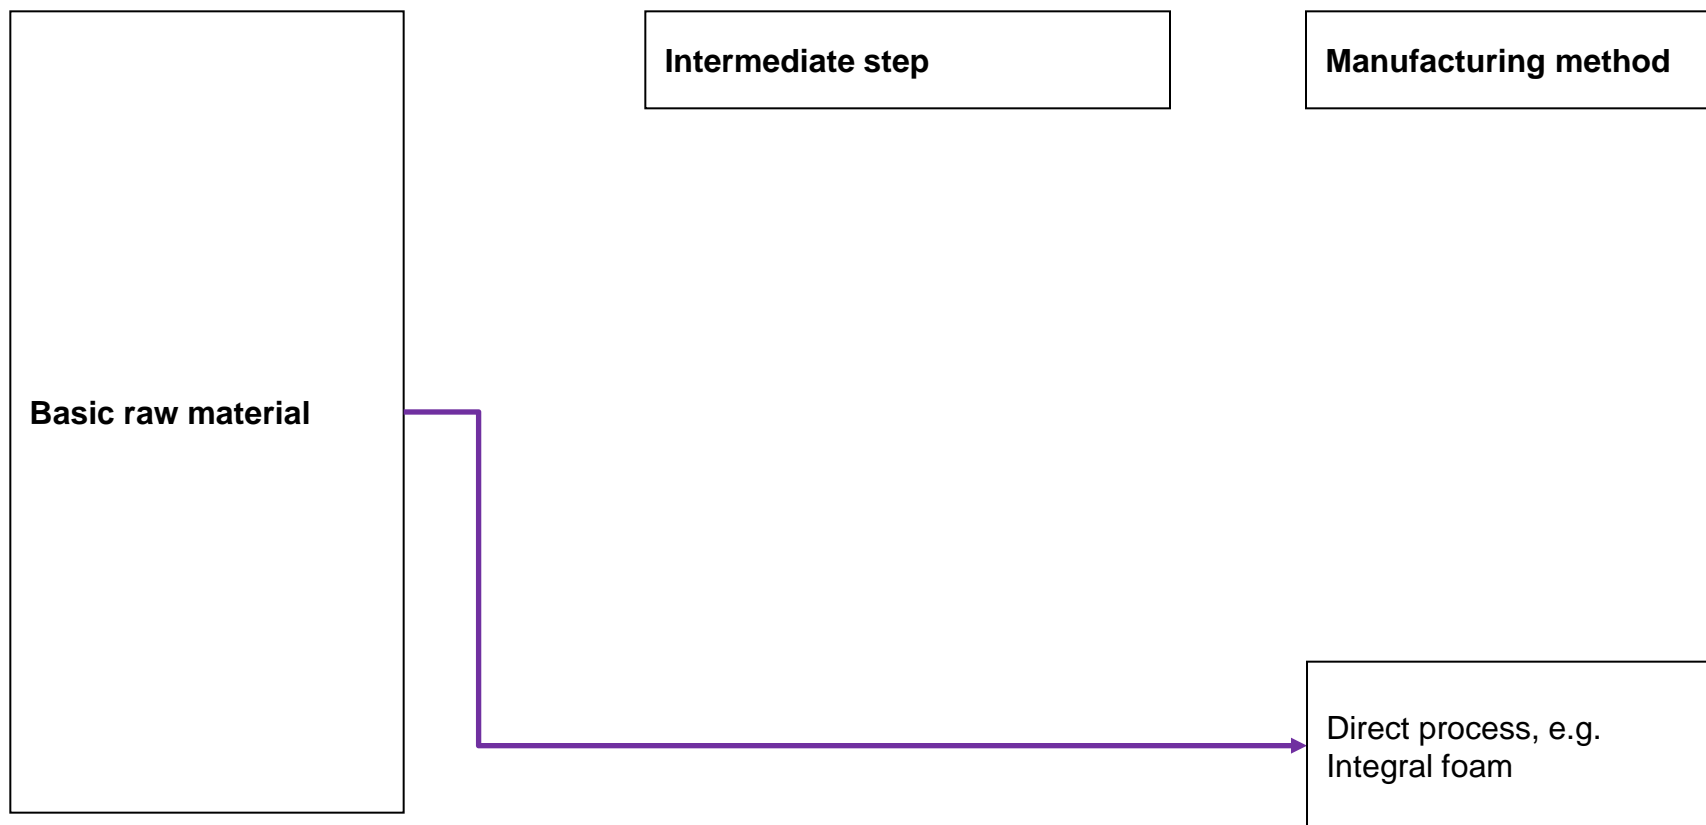 Intermediate step
Manufacturing method
Basic raw material
Direct process, e.g.
Integral foam